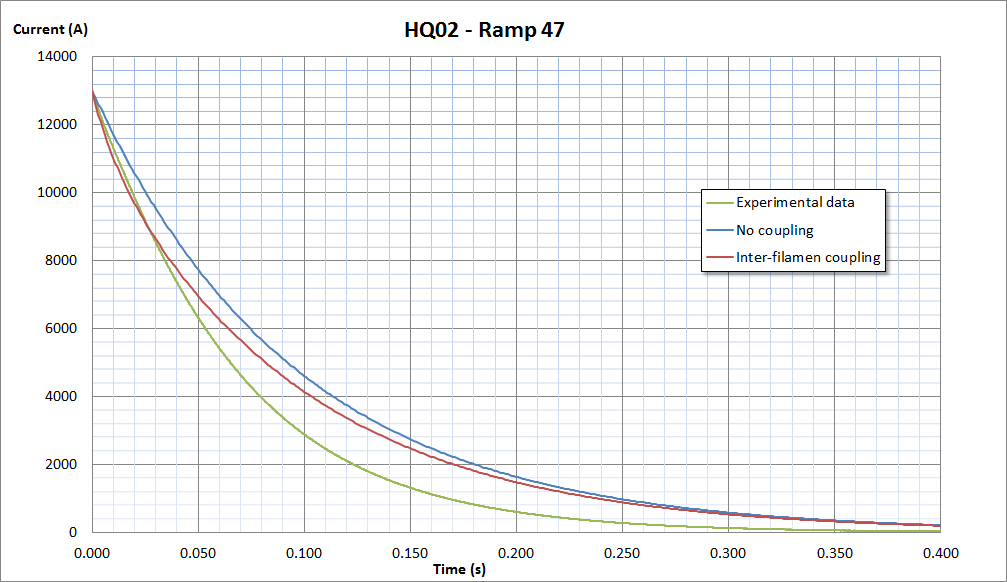 HQ02 - Ramp 47
Current (A)
14000
12000
10000
8000
6000
4000
2000
0
Experimental data
No coupling
Inter-filamen coupling
0.000 0.050 0.100 0.150 0.200 0.250 0.300 0.350 0.400
Time (s)